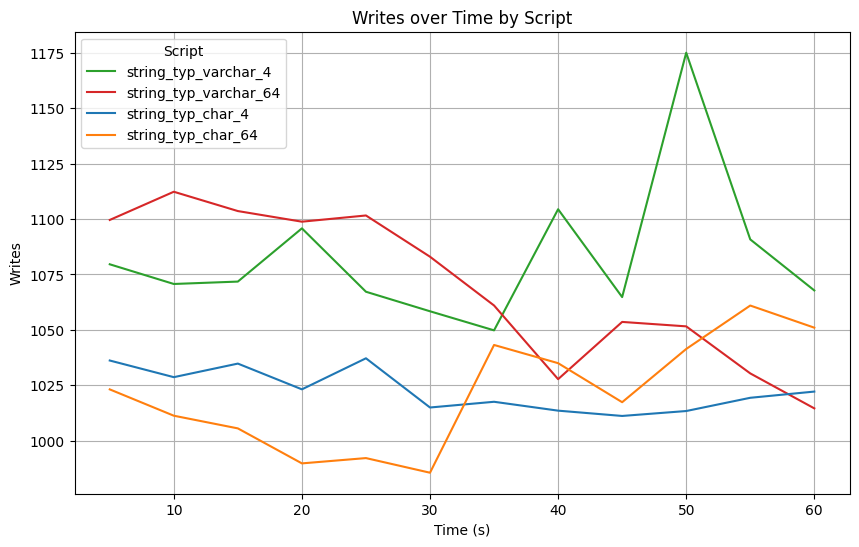 Writes over Time by Script
Script
string_typ_varchar_4
string_typ_varchar_64
string_typ_char_4
string_typ_char_64
1175
1150
1125
1100
1075
1050
1025
1000
Writes
10 20 30 40 50 60
Time (s)